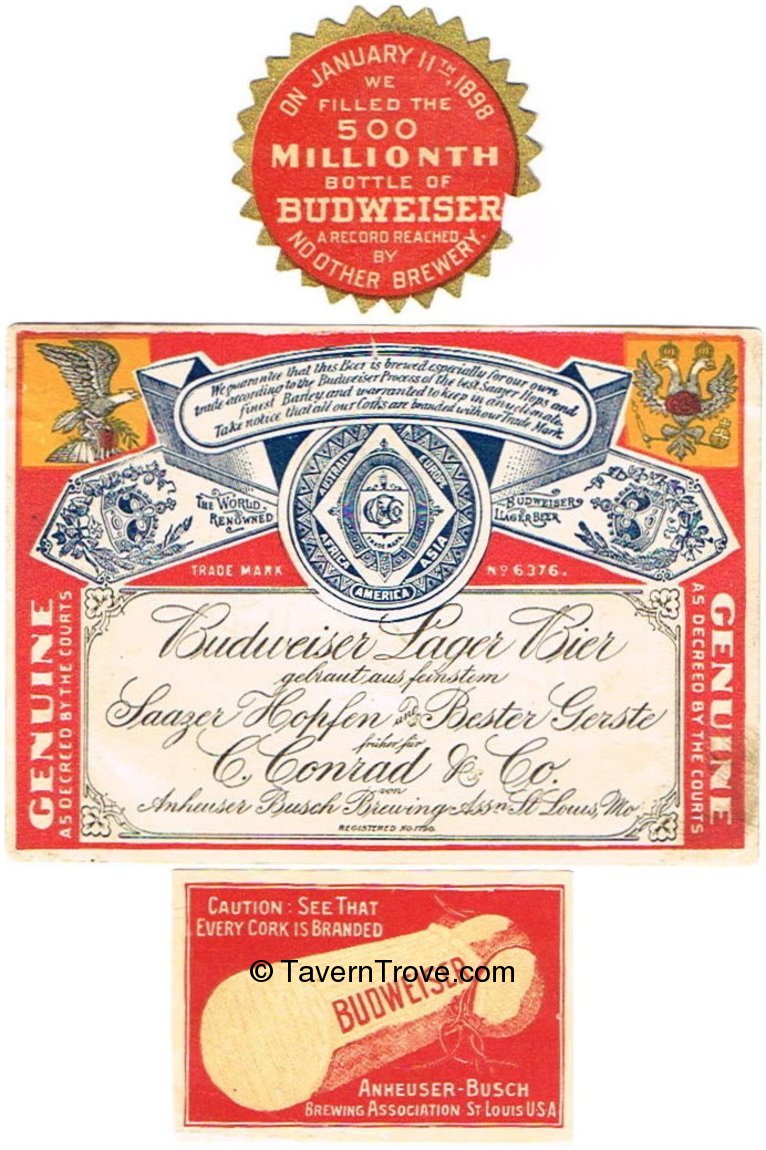 ON JANUARY 11TH, 1898
WE
FILLED THE
500
MILLIONTH
BOTTLE OF
BUDWEISER
A RECORD REACHED
BY
NO OTHER BREWERY.
We guarantee that this Beer is brewed especially for our own
trade according to the Budweiser Process of the best Saazer Hops and
finest Barley and warranted to keep in any climate.
Take notice that all our Corks are branded with our Trade Mark.
THE WORLD
RENOWNED
AUSTRALIA
EUROPE
AFRICA
ASIA
AMERICA
CCCo
TRADE MARK
BUDWEISER
LAGER BEER
TRADE MARK
No 6376.
GENUINE
AS DECREED BY THE COURTS
Budweiser Lager Bier
gebraut aus feinstem
Saazer Hopfen und Bester Gerste
früher für
C. Conrad & Co.
von
Anheuser Busch Brewing Assn St Louis, Mo
REGISTERED No. 1790.
GENUINE
AS DECREED BY THE COURTS
CAUTION: SEE THAT
EVERY CORK IS BRANDED
© TavernTrove.com
BUDWEISER
ANHEUSER-BUSCH
BREWING ASSOCIATION ST LOUIS U.S.A